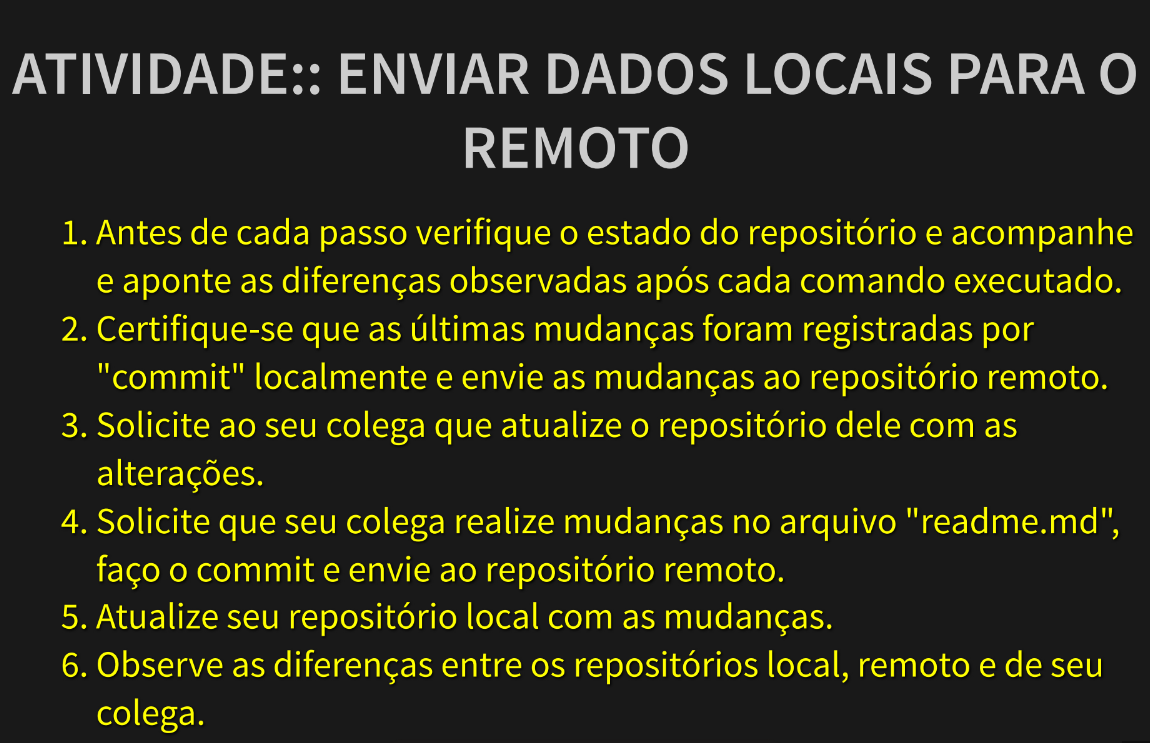 ATIVIDADE:: ENVIAR DADOS LOCAIS PARA O
REMOTO
1. Antes de cada passo verifique o estado do repositório e acompanhe
e aponte as diferenças observadas após cada comando executado.
2. Certifique-se que as últimas mudanças foram registradas por
"commit" localmente e envie as mudanças ao repositório remoto.
3. Solicite ao seu colega que atualize o repositório dele com as
alterações.
4. Solicite que seu colega realize mudanças no arquivo "readme.md",
faço o commit e envie ao repositório remoto.
5. Atualize seu repositório local com as mudanças.
6. Observe as diferenças entre os repositórios local, remoto e de seu
colega.